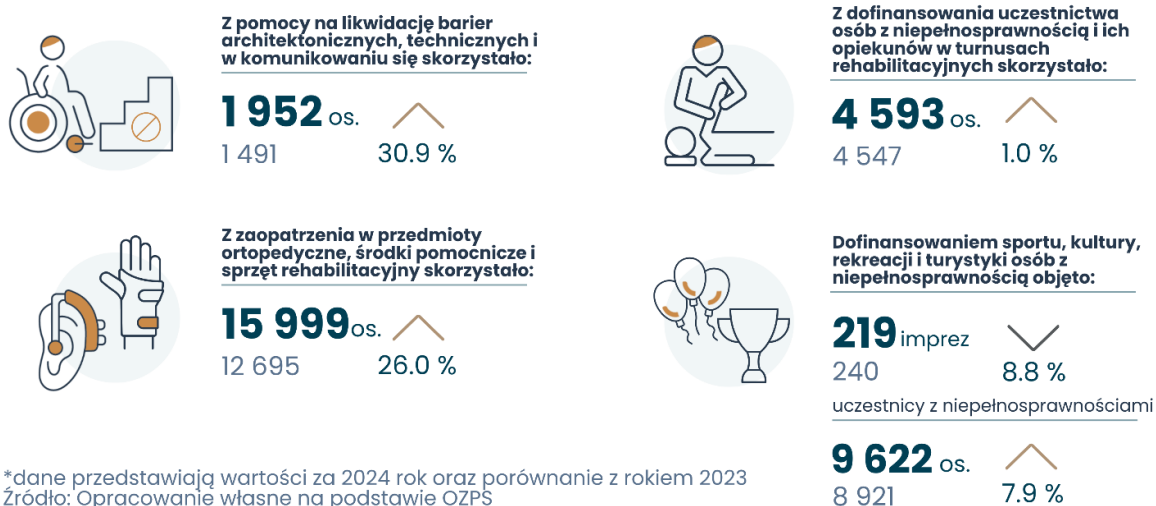 Z pomocy na likwidację barier
architektonicznych, technicznych i
w komunikowaniu się skorzystało:
1 952 os.
1 491
30.9 %
Z dofinansowania uczestnictwa
osób z niepełnosprawnością i ich
opiekunów w turnusach
rehabilitacyjnych skorzystało:
4 593 os.
4 547
1.0 %
Z zaopatrzenia w przedmioty
ortopedyczne, środki pomocnicze i
sprzęt rehabilitacyjny skorzystało:
15 999 os.
12 695
26.0 %
Dofinansowaniem sportu, kultury,
rekreacji i turystyki osób z
niepełnosprawnością objęto:
219 imprez
240
8.8 %
uczestnicy z niepełnosprawnościami
9 622 os.
8 921
7.9 %
*dane przedstawiają wartości za 2024 rok oraz porównanie z rokiem 2023
Źródło: Opracowanie własne na podstawie OZPS